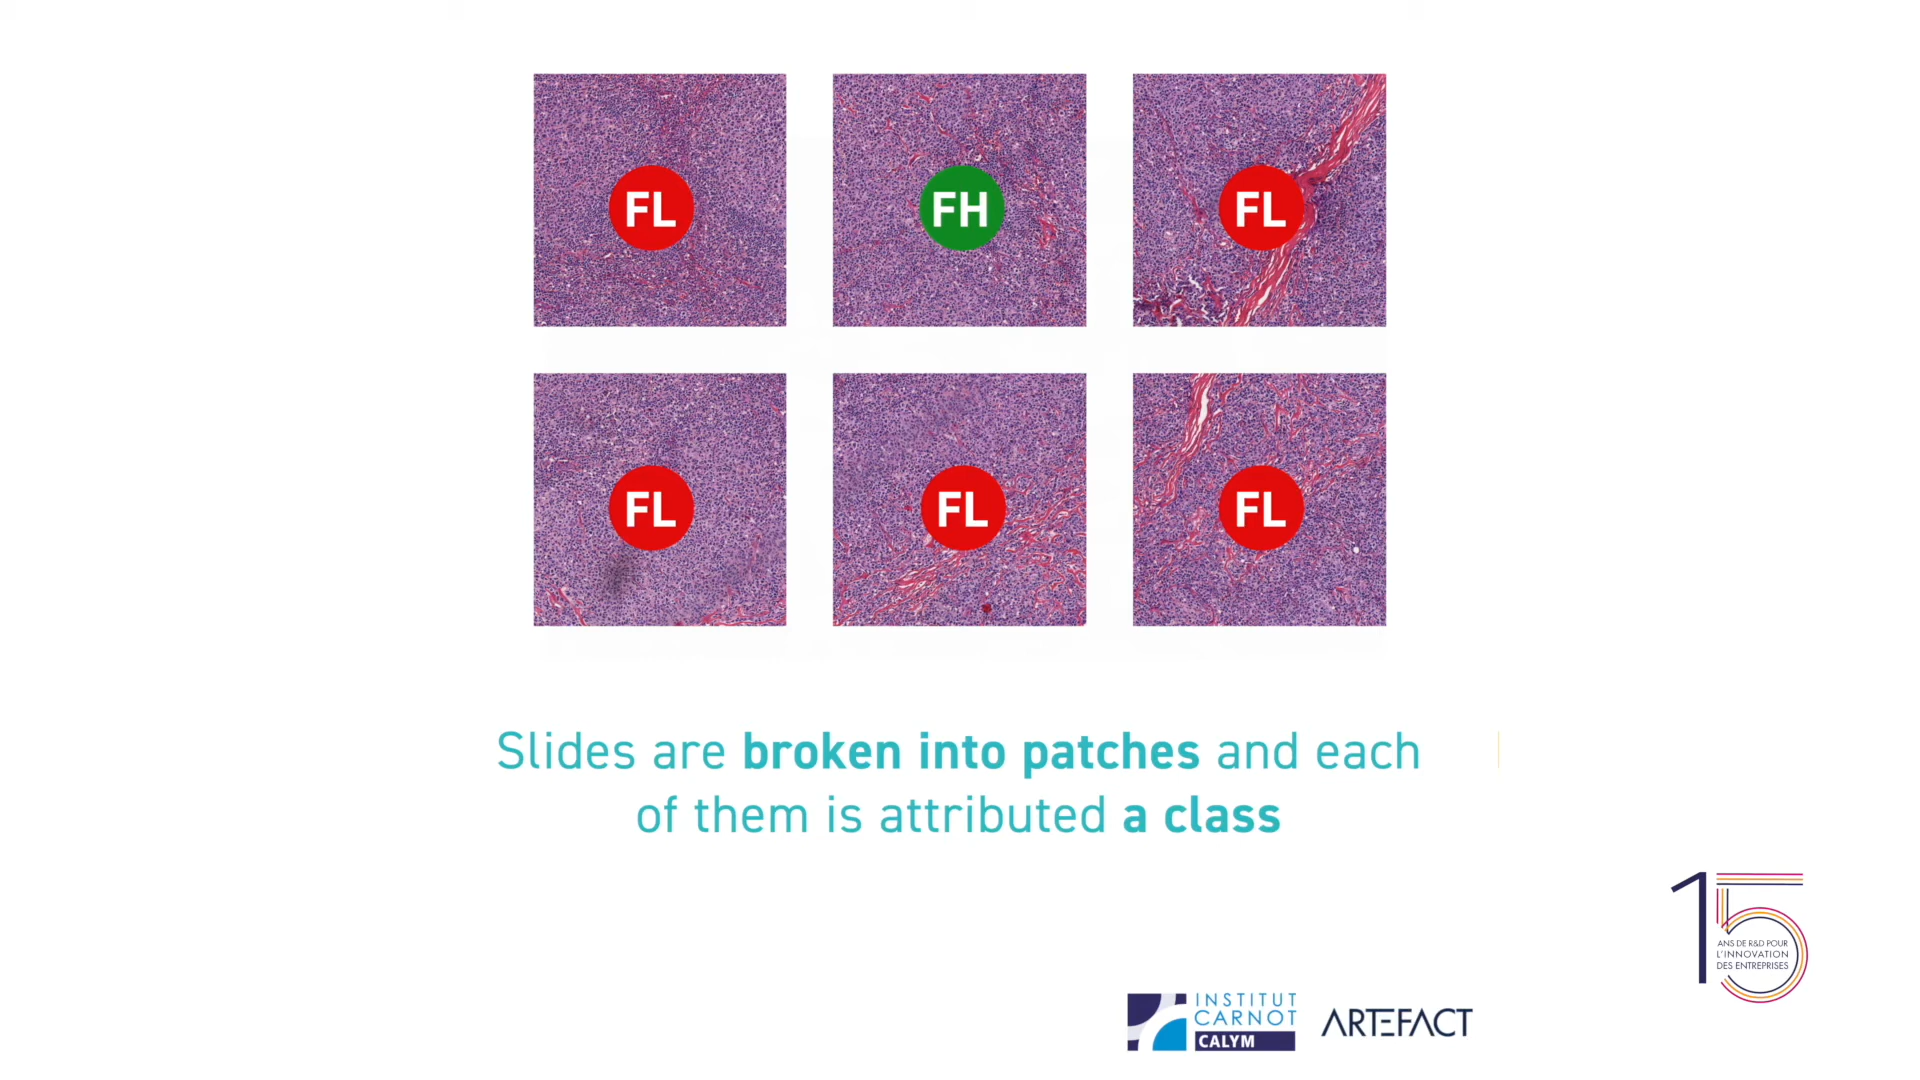 FL
FH
FL
FL
FL
FL
Slides are broken into patches and each
of them is attributed a class
15
ANS DE R&D POUR
L'INNOVATION
DES ENTREPRISES
INSTITUT
CARNOT
CALYM
ARTEFACT